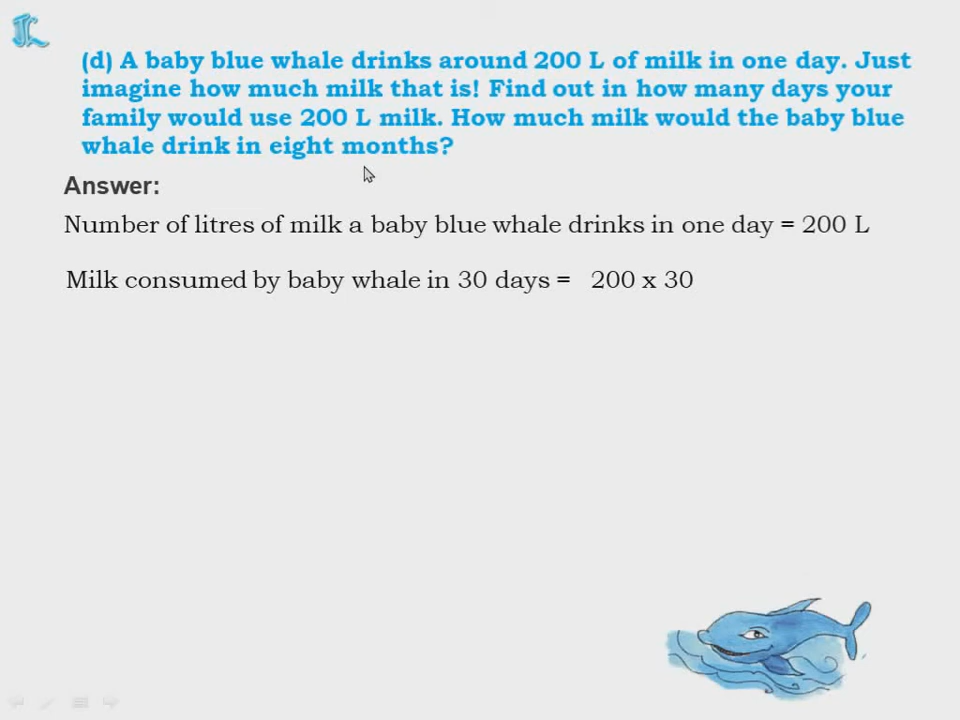 JL
(d) A baby blue whale drinks around 200 L of milk in one day. Just
imagine how much milk that is! Find out in how many days your
family would use 200 L milk. How much milk would the baby blue
whale drink in eight months?
Answer:
Number of litres of milk a baby blue whale drinks in one day = 200 L
Milk consumed by baby whale in 30 days = 200 x 30